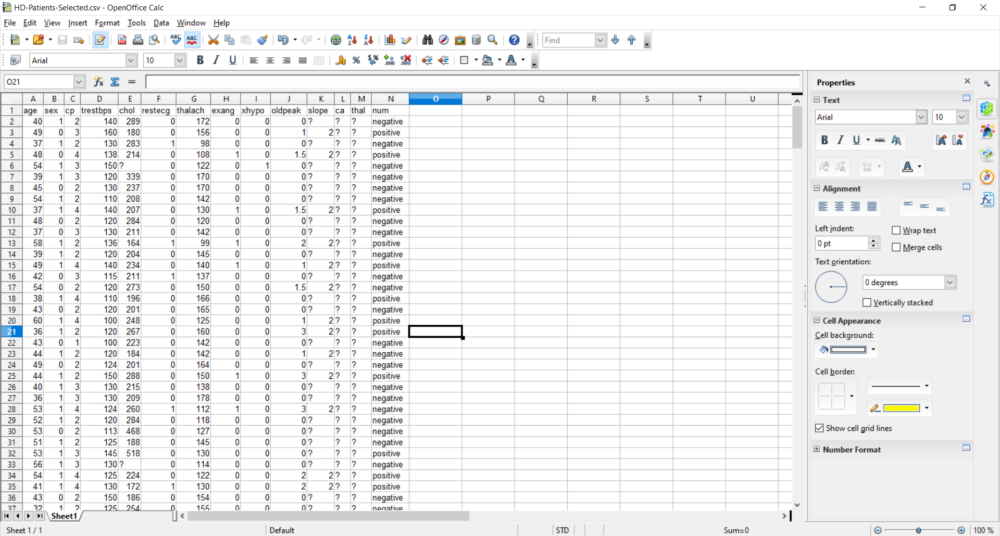 HD-Patients-Selected.csv - OpenOffice Calc
File Edit View Insert Format Tools Data Window Help
Find
Arial 10
O21
A B C D E F G H I J K L M N O P Q R S T U
1 age sex cp trestbps chol restecg thalach exang xhypo oldpeak slope ca thal num
2 40 1 2 140 289 0 172 0 0 0 ? ? ? negative
3 49 0 3 160 180 0 156 0 0 1 2 ? ? positive
4 37 1 2 130 283 1 98 0 0 0 ? ? ? negative
5 48 0 4 138 214 0 108 1 0 1.5 2 ? ? positive
6 54 1 3 150 ? 0 122 0 1 0 ? ? ? negative
7 39 1 3 120 339 0 170 0 0 0 ? ? ? negative
8 45 0 2 130 237 0 170 0 0 0 ? ? ? negative
9 54 1 2 110 208 0 142 0 0 0 ? ? ? negative
10 37 1 4 140 207 0 130 1 0 1.5 2 ? ? positive
11 48 0 2 120 284 0 120 0 0 0 ? ? ? negative
12 37 0 3 130 211 0 142 0 0 0 ? ? ? negative
13 58 1 2 136 164 1 99 1 0 2 2 ? ? positive
14 39 1 2 120 204 0 145 0 0 0 ? ? ? negative
15 49 1 4 140 234 0 140 1 0 1 2 ? ? positive
16 42 0 3 115 211 1 137 0 0 0 ? ? ? negative
17 54 0 2 120 273 0 150 0 0 1.5 2 ? ? negative
18 38 1 4 110 196 0 166 0 0 0 ? ? ? positive
19 43 0 2 120 201 0 165 0 0 0 ? ? ? negative
20 60 1 4 100 248 0 125 0 0 1 2 ? ? positive
21 36 1 2 120 267 0 160 0 0 3 2 ? ? positive
22 43 0 1 100 223 0 142 0 0 0 ? ? ? negative
23 44 1 2 120 184 0 142 0 0 1 2 ? ? negative
24 49 0 2 124 201 0 164 0 0 0 ? ? ? negative
25 44 1 2 150 288 0 150 1 0 3 2 ? ? positive
26 40 1 3 130 215 0 138 0 0 0 ? ? ? negative
27 36 1 3 130 209 0 178 0 0 0 ? ? ? negative
28 53 1 4 124 260 1 112 1 0 3 2 ? ? negative
29 52 1 2 120 284 0 118 0 0 0 ? ? ? negative
30 53 0 2 113 468 0 127 0 0 0 ? ? ? negative
31 51 1 2 125 188 0 145 0 0 0 ? ? ? negative
32 53 1 3 145 518 0 130 0 0 0 ? ? ? positive
33 56 1 3 130 ? 0 114 0 0 0 ? ? ? negative
34 54 1 4 125 224 0 122 0 0 2 2 ? ? positive
35 41 1 4 130 172 1 130 0 0 2 2 ? ? positive
36 43 0 2 150 186 0 154 0 0 0 ? ? ? negative
37 32 1 2 125 254 0 155 0 0 0 ? ? ? negative
Sheet1
Sheet 1 / 1 Default STD Sum=0 100 %
Properties
Text
Arial 10
Alignment
Left indent:
0 pt
Wrap text
Merge cells
Text orientation:
0 degrees
Vertically stacked
Cell Appearance
Cell background:
Cell border:
Show cell grid lines
Number Format